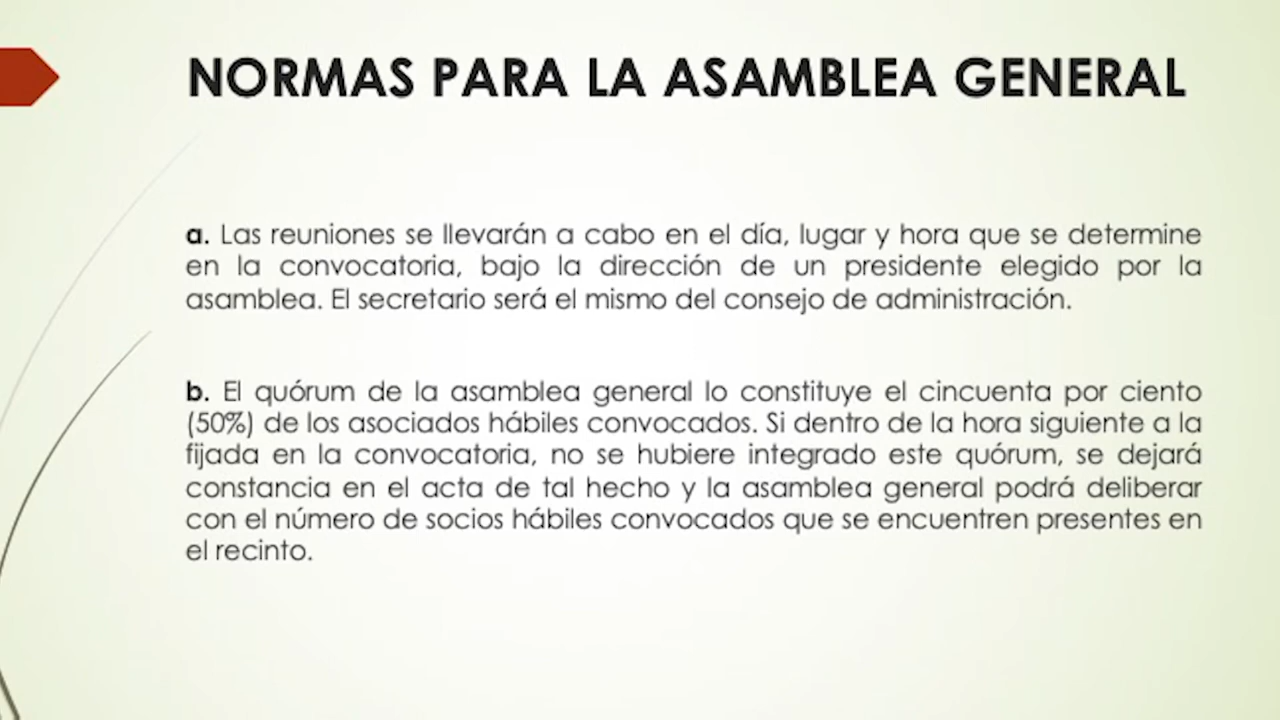 NORMAS PARA LA ASAMBLEA GENERAL
a. Las reuniones se llevarán a cabo en el día, lugar y hora que se determine
en la convocatoria, bajo la dirección de un presidente elegido por la
asamblea. El secretario será el mismo del consejo de administración.
b. El quórum de la asamblea general lo constituye el cincuenta por ciento
(50%) de los asociados hábiles convocados. Si dentro de la hora siguiente a la
fijada en la convocatoria, no se hubiere integrado este quórum, se dejará
constancia en el acta de tal hecho y la asamblea general podrá deliberar
con el número de socios hábiles convocados que se encuentren presentes en
el recinto.